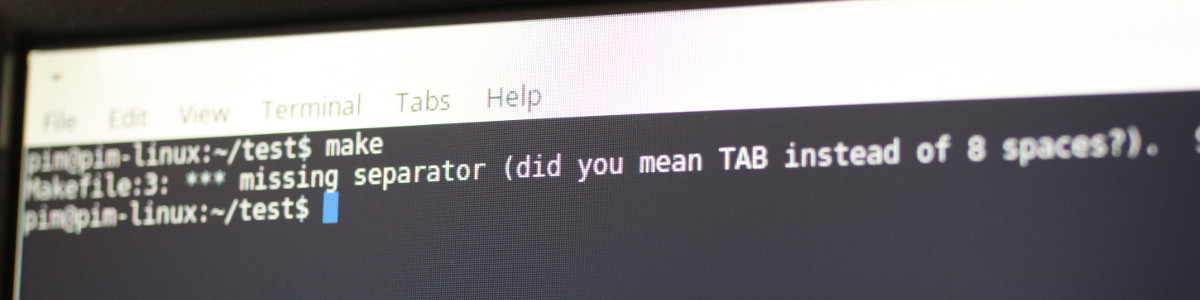 File Edit View Terminal Tabs Help
pim@pim-linux:~/test$ make
Makefile:3: *** missing separator (did you mean TAB instead of 8 spaces?).
pim@pim-linux:~/test$